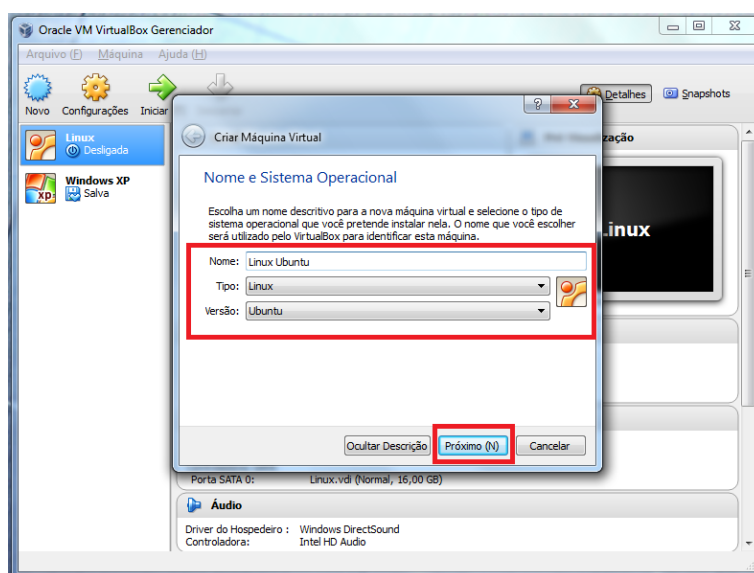 Oracle VM VirtualBox Gerenciador
Arquivo (F) Máquina Ajuda (H)
Novo Configurações Iniciar
Detalhes Snapshots
Linux
Desligada
Windows XP
Salva
XP
Criar Máquina Virtual
zação
Nome e Sistema Operacional
Escolha um nome descritivo para a nova máquina virtual e selecione o tipo de
sistema operacional que você pretende instalar nela. O nome que você escolher
será utilizado pelo VirtualBox para identificar esta máquina.
Linux
Nome: Linux Ubuntu
Tipo: Linux
Versão: Ubuntu
Ocultar Descrição Próximo (N) Cancelar
Porta SATA 0: Linux.vdi (Normal, 16,00 GB)
Áudio
Driver do Hospedeiro : Windows DirectSound
Controladora: Intel HD Audio